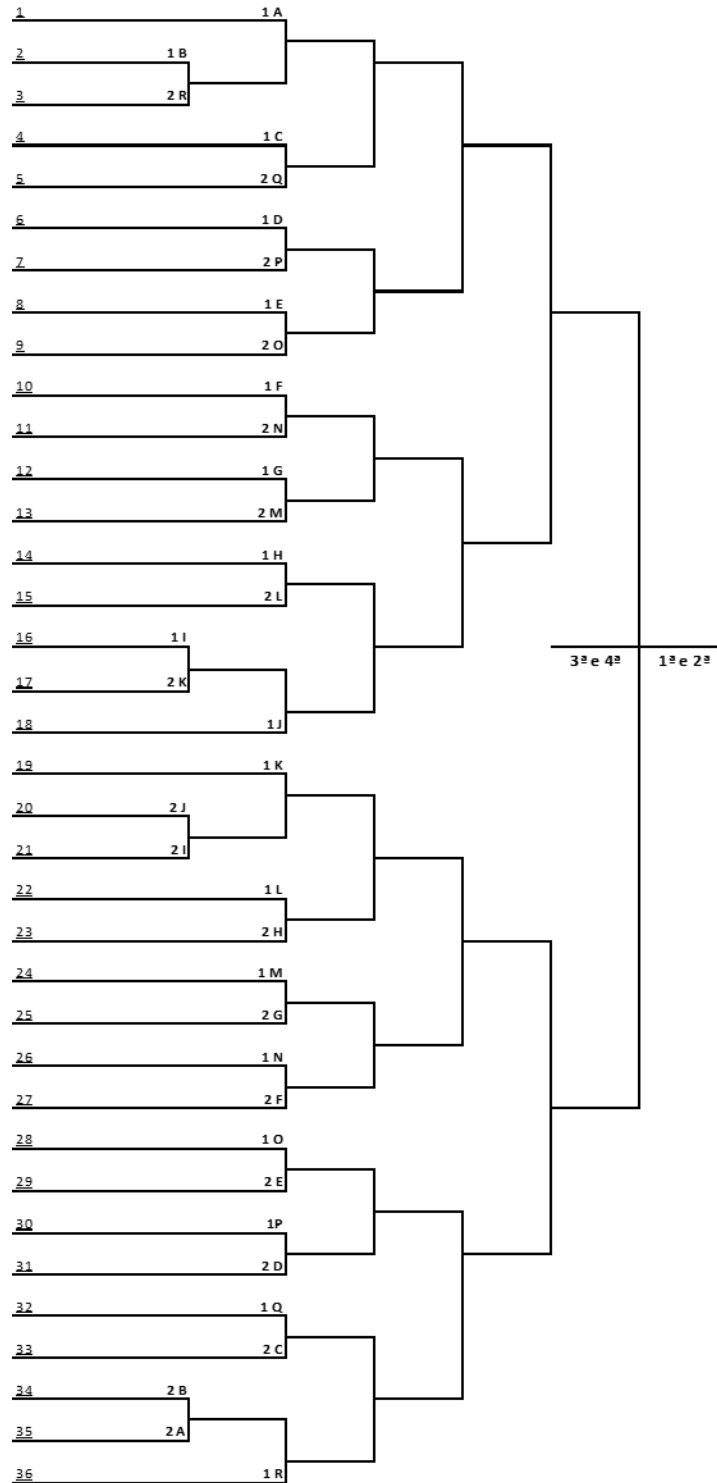 1 1 A
2 1 B
3 2 R
4 1 C
5 2 Q
6 1 D
7 2 P
8 1 E
9 2 O
10 1 F
11 2 N
12 1 G
13 2 M
14 1 H
15 2 L
16 1 I
17 2 K
3ª e 4ª 1ª e 2ª
18 1 J
19 1 K
20 2 J
21 2 I
22 1 L
23 2 H
24 1 M
25 2 G
26 1 N
27 2 F
28 1 O
29 2 E
30 1P
31 2 D
32 1 Q
33 2 C
34 2 B
35 2 A
36 1 R